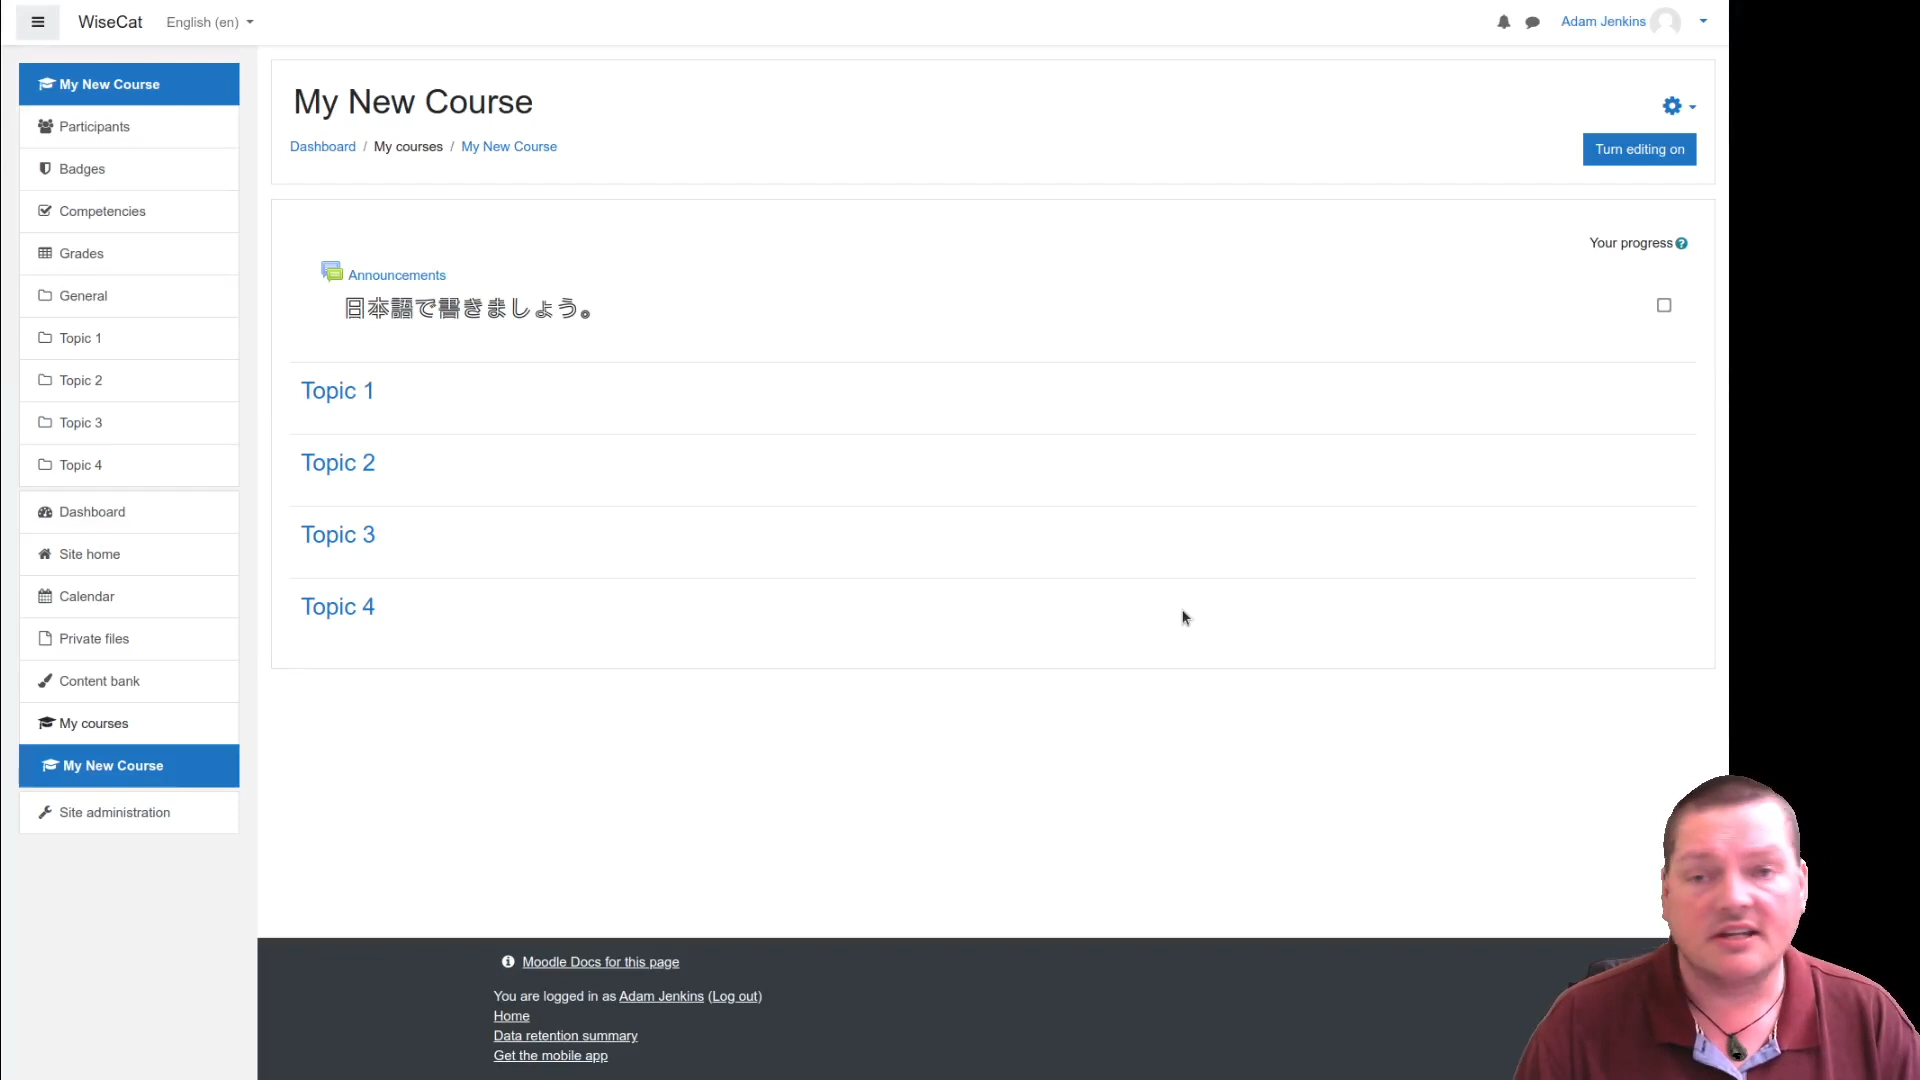 WiseCat
English (en)
Adam Jenkins
My New Course
Participants
Badges
Competencies
Grades
General
Topic 1
Topic 2
Topic 3
Topic 4
Dashboard
Site home
Calendar
Private files
Content bank
My courses
My New Course
Site administration
My New Course
Dashboard / My courses / My New Course
Turn editing on
Your progress
Announcements
日本語で書きましょう。
Topic 1
Topic 2
Topic 3
Topic 4
Moodle Docs for this page
You are logged in as Adam Jenkins (Log out)
Home
Data retention summary
Get the mobile app